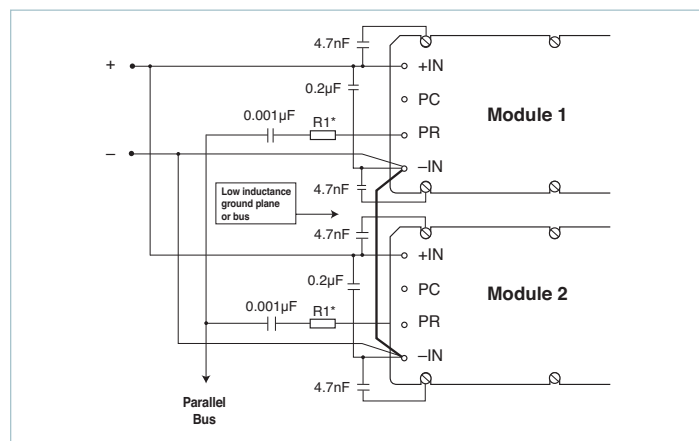 4.7nF
+
+IN
0.2μF
PC
Module 1
0.001μF
R1*
PR
–
–IN
Low inductance
ground plane
or bus
4.7nF
4.7nF
+IN
0.2μF
PC
Module 2
0.001μF
R1*
PR
–IN
4.7nF
Parallel
Bus